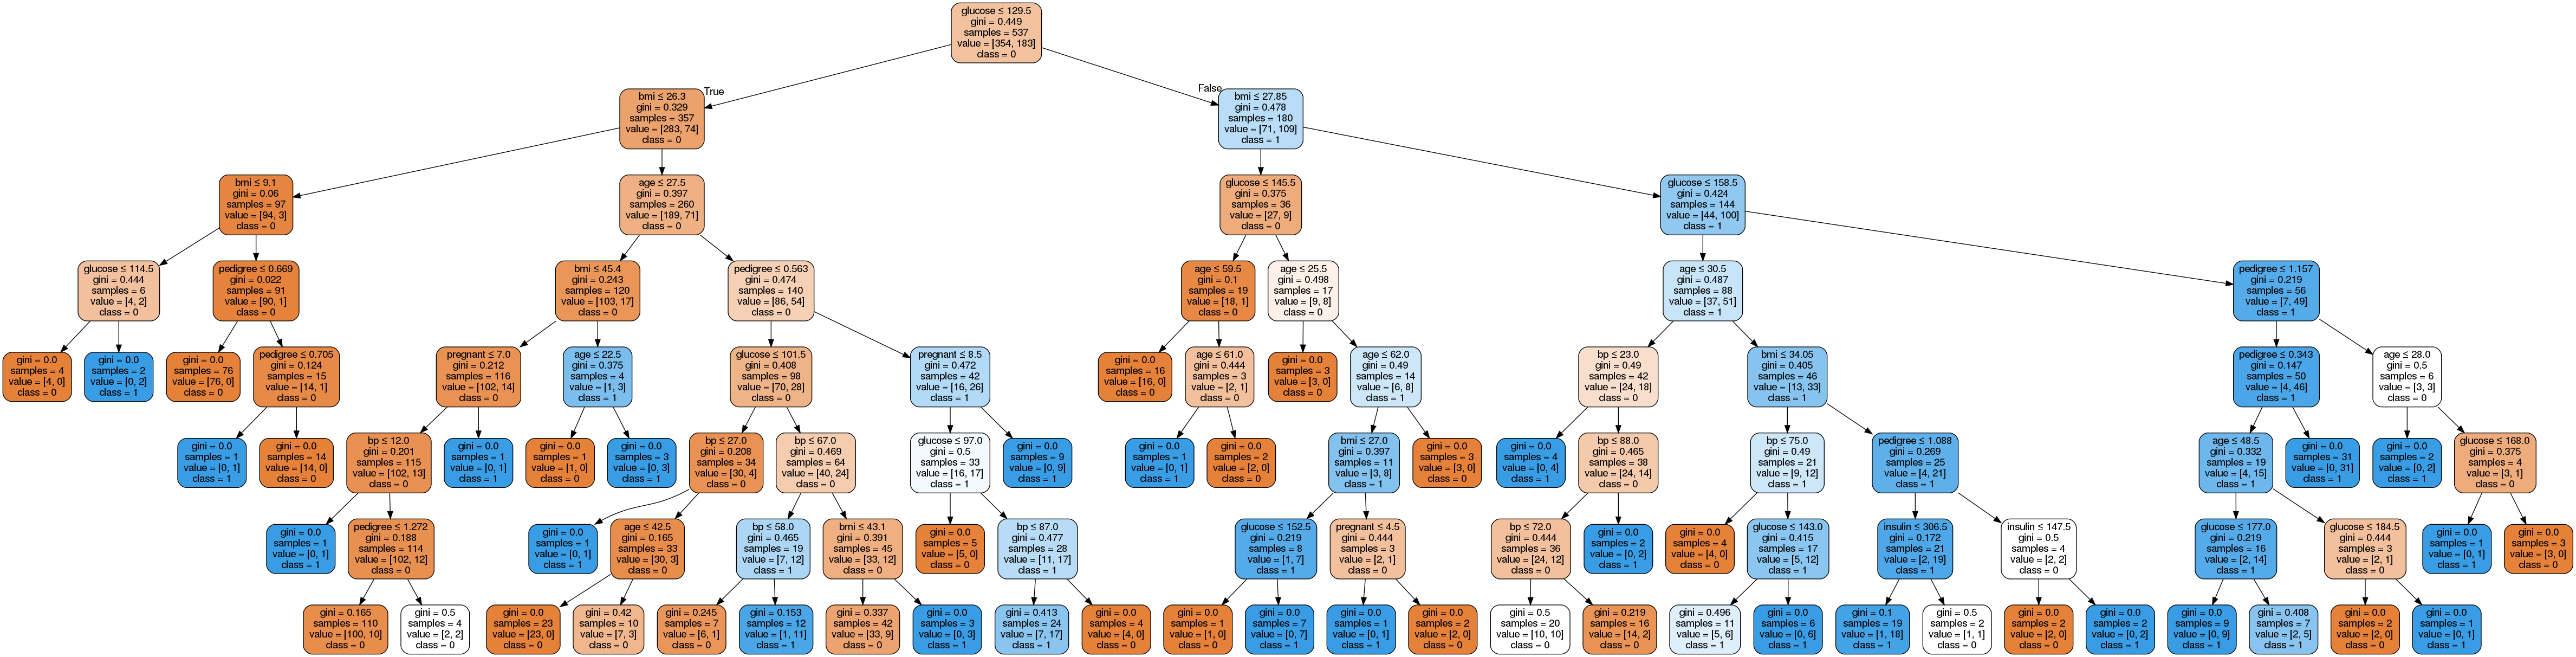 glucose ≤ 129.5
gini = 0.449
samples = 537
value = [354, 183]
class = 0
True
False
bmi ≤ 26.3
gini = 0.329
samples = 357
value = [283, 74]
class = 0
bmi ≤ 27.85
gini = 0.478
samples = 180
value = [71, 109]
class = 1
bmi ≤ 9.1
gini = 0.06
samples = 97
value = [94, 3]
class = 0
age ≤ 27.5
gini = 0.397
samples = 260
value = [189, 71]
class = 0
glucose ≤ 145.5
gini = 0.375
samples = 36
value = [27, 9]
class = 0
glucose ≤ 158.5
gini = 0.424
samples = 144
value = [44, 100]
class = 1
glucose ≤ 114.5
gini = 0.444
samples = 6
value = [4, 2]
class = 0
pedigree ≤ 0.669
gini = 0.022
samples = 91
value = [90, 1]
class = 0
bmi ≤ 45.4
gini = 0.243
samples = 120
value = [103, 17]
class = 0
pedigree ≤ 0.563
gini = 0.474
samples = 140
value = [86, 54]
class = 0
age ≤ 59.5
gini = 0.1
samples = 19
value = [18, 1]
class = 0
age ≤ 25.5
gini = 0.498
samples = 17
value = [9, 8]
class = 0
age ≤ 30.5
gini = 0.487
samples = 88
value = [37, 51]
class = 1
pedigree ≤ 1.157
gini = 0.219
samples = 56
value = [7, 49]
class = 1
gini = 0.0
samples = 4
value = [4, 0]
class = 0
gini = 0.0
samples = 2
value = [0, 2]
class = 1
gini = 0.0
samples = 76
value = [76, 0]
class = 0
pedigree ≤ 0.705
gini = 0.124
samples = 15
value = [14, 1]
class = 0
pregnant ≤ 7.0
gini = 0.212
samples = 116
value = [102, 14]
class = 0
age ≤ 22.5
gini = 0.375
samples = 4
value = [1, 3]
class = 1
glucose ≤ 101.5
gini = 0.408
samples = 98
value = [70, 28]
class = 0
pregnant ≤ 8.5
gini = 0.472
samples = 42
value = [16, 26]
class = 1
gini = 0.0
samples = 16
value = [16, 0]
class = 0
age ≤ 61.0
gini = 0.444
samples = 3
value = [2, 1]
class = 0
gini = 0.0
samples = 3
value = [3, 0]
class = 0
age ≤ 62.0
gini = 0.49
samples = 14
value = [6, 8]
class = 1
bp ≤ 23.0
gini = 0.49
samples = 42
value = [24, 18]
class = 0
bmi ≤ 34.05
gini = 0.405
samples = 46
value = [13, 33]
class = 1
pedigree ≤ 0.343
gini = 0.147
samples = 50
value = [4, 46]
class = 1
age ≤ 28.0
gini = 0.5
samples = 6
value = [3, 3]
class = 0
gini = 0.0
samples = 1
value = [0, 1]
class = 1
gini = 0.0
samples = 14
value = [14, 0]
class = 0
bp ≤ 12.0
gini = 0.201
samples = 115
value = [102, 13]
class = 0
gini = 0.0
samples = 1
value = [0, 1]
class = 1
gini = 0.0
samples = 1
value = [1, 0]
class = 0
gini = 0.0
samples = 3
value = [0, 3]
class = 1
bp ≤ 27.0
gini = 0.208
samples = 34
value = [30, 4]
class = 0
bp ≤ 67.0
gini = 0.469
samples = 64
value = [40, 24]
class = 0
glucose ≤ 97.0
gini = 0.5
samples = 33
value = [16, 17]
class = 1
gini = 0.0
samples = 9
value = [0, 9]
class = 1
gini = 0.0
samples = 1
value = [0, 1]
class = 1
gini = 0.0
samples = 2
value = [2, 0]
class = 0
bmi ≤ 27.0
gini = 0.397
samples = 11
value = [3, 8]
class = 1
gini = 0.0
samples = 3
value = [3, 0]
class = 0
gini = 0.0
samples = 4
value = [0, 4]
class = 1
bp ≤ 88.0
gini = 0.465
samples = 38
value = [24, 14]
class = 0
bp ≤ 75.0
gini = 0.49
samples = 21
value = [9, 12]
class = 1
pedigree ≤ 1.088
gini = 0.269
samples = 25
value = [4, 21]
class = 1
age ≤ 48.5
gini = 0.332
samples = 19
value = [4, 15]
class = 1
gini = 0.0
samples = 31
value = [0, 31]
class = 1
gini = 0.0
samples = 2
value = [0, 2]
class = 1
glucose ≤ 168.0
gini = 0.375
samples = 4
value = [3, 1]
class = 0
gini = 0.0
samples = 1
value = [0, 1]
class = 1
pedigree ≤ 1.272
gini = 0.188
samples = 114
value = [102, 12]
class = 0
gini = 0.0
samples = 1
value = [0, 1]
class = 1
age ≤ 42.5
gini = 0.165
samples = 33
value = [30, 3]
class = 0
bp ≤ 58.0
gini = 0.465
samples = 19
value = [7, 12]
class = 1
bmi ≤ 43.1
gini = 0.391
samples = 45
value = [33, 12]
class = 0
gini = 0.0
samples = 5
value = [5, 0]
class = 0
bp ≤ 87.0
gini = 0.477
samples = 28
value = [11, 17]
class = 1
glucose ≤ 152.5
gini = 0.219
samples = 8
value = [1, 7]
class = 1
pregnant ≤ 4.5
gini = 0.444
samples = 3
value = [2, 1]
class = 0
bp ≤ 72.0
gini = 0.444
samples = 36
value = [24, 12]
class = 0
gini = 0.0
samples = 2
value = [0, 2]
class = 1
gini = 0.0
samples = 4
value = [4, 0]
class = 0
glucose ≤ 143.0
gini = 0.415
samples = 17
value = [5, 12]
class = 1
insulin ≤ 306.5
gini = 0.172
samples = 21
value = [2, 19]
class = 1
insulin ≤ 147.5
gini = 0.5
samples = 4
value = [2, 2]
class = 0
glucose ≤ 177.0
gini = 0.219
samples = 16
value = [2, 14]
class = 1
glucose ≤ 184.5
gini = 0.444
samples = 3
value = [2, 1]
class = 0
gini = 0.0
samples = 1
value = [0, 1]
class = 1
gini = 0.0
samples = 3
value = [3, 0]
class = 0
gini = 0.165
samples = 110
value = [100, 10]
class = 0
gini = 0.5
samples = 4
value = [2, 2]
class = 0
gini = 0.0
samples = 23
value = [23, 0]
class = 0
gini = 0.42
samples = 10
value = [7, 3]
class = 0
gini = 0.245
samples = 7
value = [6, 1]
class = 0
gini = 0.153
samples = 12
value = [1, 11]
class = 1
gini = 0.337
samples = 42
value = [33, 9]
class = 0
gini = 0.0
samples = 3
value = [0, 3]
class = 1
gini = 0.413
samples = 24
value = [7, 17]
class = 1
gini = 0.0
samples = 4
value = [4, 0]
class = 0
gini = 0.0
samples = 1
value = [1, 0]
class = 0
gini = 0.0
samples = 7
value = [0, 7]
class = 1
gini = 0.0
samples = 1
value = [0, 1]
class = 1
gini = 0.0
samples = 2
value = [2, 0]
class = 0
gini = 0.5
samples = 20
value = [10, 10]
class = 0
gini = 0.219
samples = 16
value = [14, 2]
class = 0
gini = 0.496
samples = 11
value = [5, 6]
class = 1
gini = 0.0
samples = 6
value = [0, 6]
class = 1
gini = 0.1
samples = 19
value = [1, 18]
class = 1
gini = 0.5
samples = 2
value = [1, 1]
class = 0
gini = 0.0
samples = 2
value = [2, 0]
class = 0
gini = 0.0
samples = 2
value = [0, 2]
class = 1
gini = 0.0
samples = 9
value = [0, 9]
class = 1
gini = 0.408
samples = 7
value = [2, 5]
class = 1
gini = 0.0
samples = 2
value = [2, 0]
class = 0
gini = 0.0
samples = 1
value = [0, 1]
class = 1